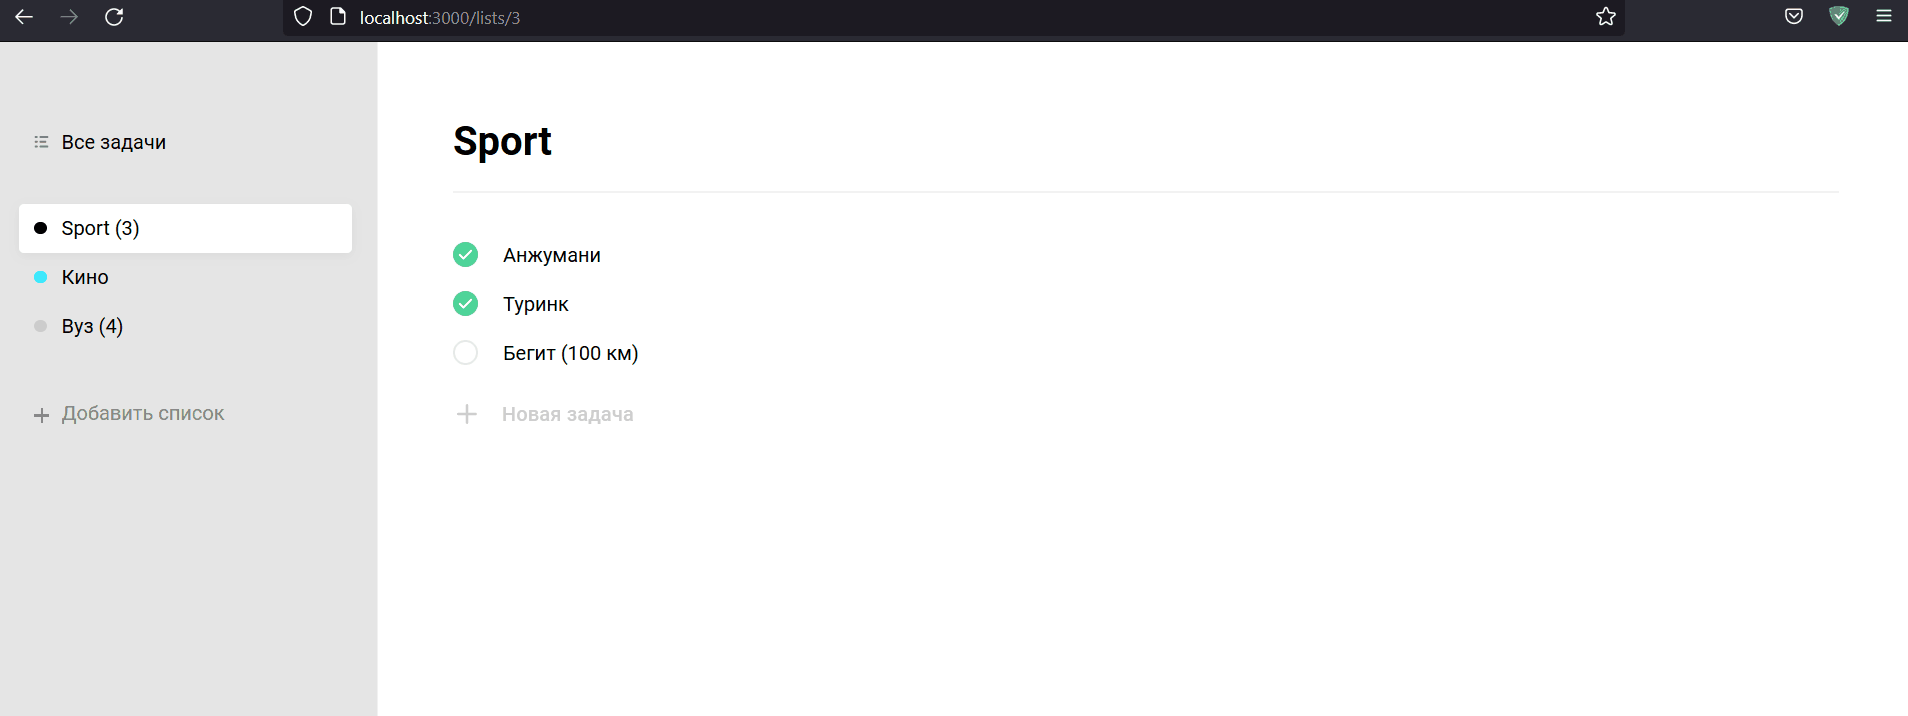 localhost:3000/lists/3
Все задачи
Sport (3)
Кино
Вуз (4)
Добавить список
Sport
Анжумани
Туринк
Бегит (100 км)
Новая задача